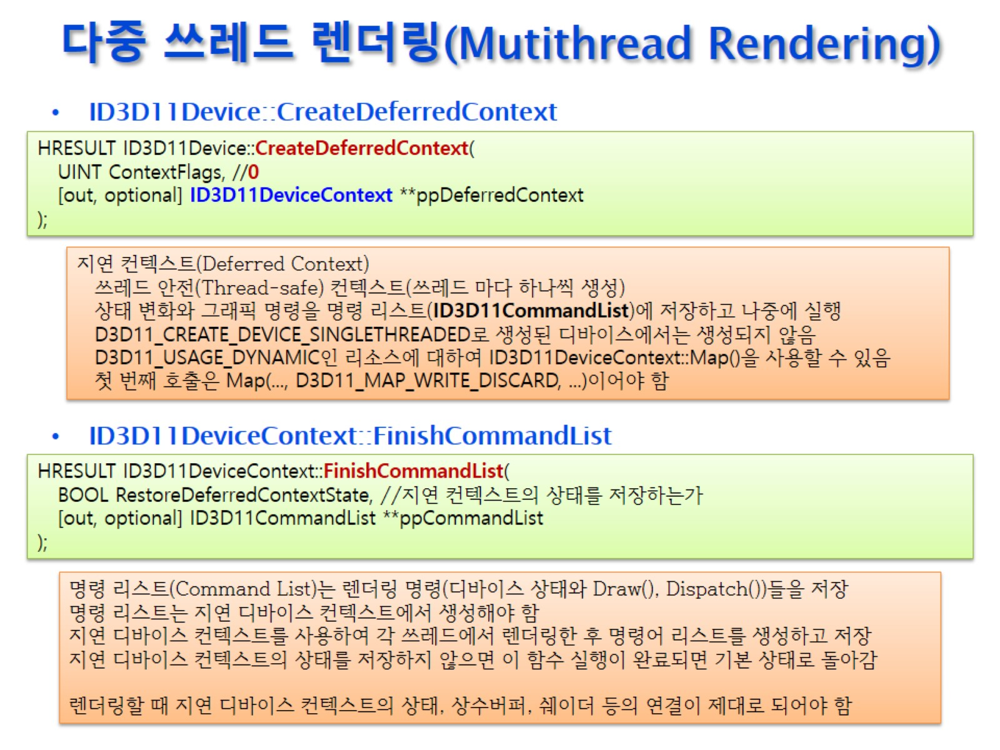 다중 쓰레드 렌더링(Mutithread Rendering)
• ID3D11Device::CreateDeferredContext
HRESULT ID3D11Device::CreateDeferredContext(
UINT ContextFlags, //0
[out, optional] ID3D11DeviceContext **ppDeferredContext
);
지연 컨텍스트(Deferred Context)
쓰레드 안전(Thread-safe) 컨텍스트(쓰레드 마다 하나씩 생성)
상태 변화와 그래픽 명령을 명령 리스트(ID3D11CommandList)에 저장하고 나중에 실행
D3D11_CREATE_DEVICE_SINGLETHREADED로 생성된 디바이스에서는 생성되지 않음
D3D11_USAGE_DYNAMIC인 리소스에 대하여 ID3D11DeviceContext::Map()을 사용할 수 있음
첫 번째 호출은 Map(..., D3D11_MAP_WRITE_DISCARD, ...)이어야 함
• ID3D11DeviceContext::FinishCommandList
HRESULT ID3D11DeviceContext::FinishCommandList(
BOOL RestoreDeferredContextState, //지연 컨텍스트의 상태를 저장하는가
[out, optional] ID3D11CommandList **ppCommandList
);
명령 리스트(Command List)는 렌더링 명령(디바이스 상태와 Draw(), Dispatch())들을 저장
명령 리스트는 지연 디바이스 컨텍스트에서 생성해야 함
지연 디바이스 컨텍스트를 사용하여 각 쓰레드에서 렌더링한 후 명령어 리스트를 생성하고 저장
지연 디바이스 컨텍스트의 상태를 저장하지 않으면 이 함수 실행이 완료되면 기본 상태로 돌아감
렌더링할 때 지연 디바이스 컨텍스트의 상태, 상수버퍼, 쉐이더 등의 연결이 제대로 되어야 함